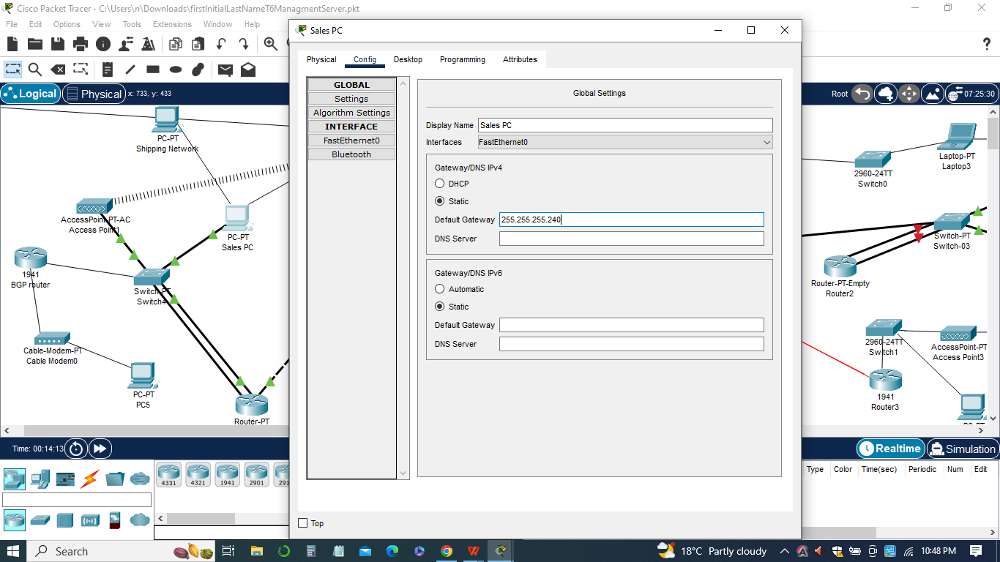 Cisco Packet Tracer - C:\Users\n\Downloads\firstInitialLastNameT6ManagmentServer.pkt
File Edit Options View Tools Extensions Window Help
Logical
Physical
x: 733, y: 433
Root
07:25:30
PC-PT
Shipping Network
AccessPoint-PT-AC
Access Point1
PC-PT
Sales PC
1941
BGP router
Switch-PT
Switch4
Cable-Modem-PT
Cable Modem0
PC-PT
PC5
Router-PT
Sales PC
Physical Config Desktop Programming Attributes
GLOBAL
Settings
Algorithm Settings
INTERFACE
FastEthernet0
Bluetooth
Global Settings
Display Name Sales PC
Interfaces FastEthernet0
Gateway/DNS IPv4
DHCP
Static
Default Gateway 255.255.255.240
DNS Server
Gateway/DNS IPv6
Automatic
Static
Default Gateway
DNS Server
Top
Laptop-PT
Laptop3
2960-24TT
Switch0
Switch-PT
Switch-03
Router-PT-Empty
Router2
2960-24TT
Switch1
AccessPoint-PT
Access Point3
1941
Router3
Time: 00:14:13
Realtime
Simulation
4331 4321 1941 2901 291
Type Color Time(sec) Periodic Num Edit
Search
18°C Partly cloudy
10:48 PM